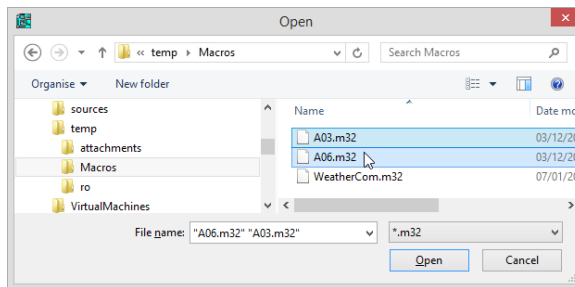 Open
« temp Macros
Search Macros
Organise New folder
sources
temp
attachments
Macros
ro
VirtualMachines
Name Date mo
A03.m32 03/12/20
A06.m32 03/12/20
WeatherCom.m32 07/01/20
File name: "A06.m32" "A03.m32" *.m32
Open Cancel